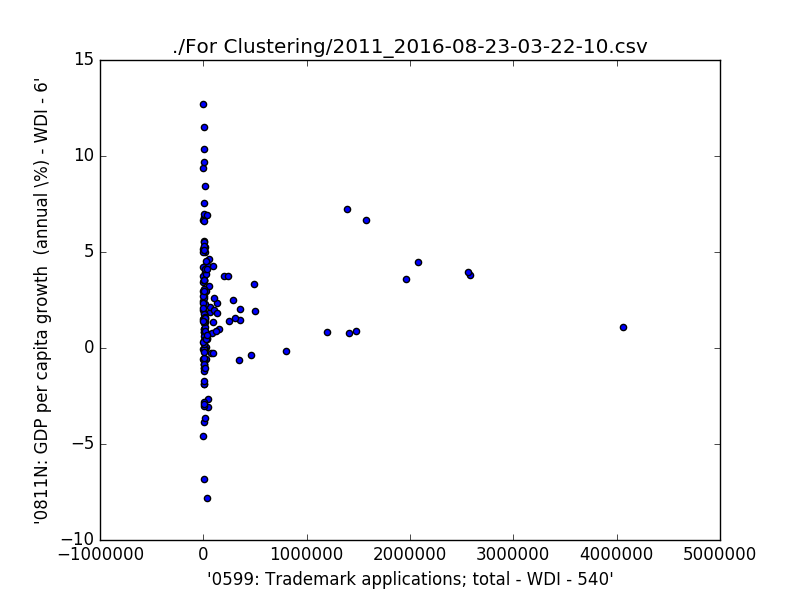 ./For Clustering/2011_2016-08-23-03-22-10.csv
'0811N: GDP per capita growth  (annual \%) - WDI - 6'
15
10
5
0
−5
−10
−1000000 0 1000000 2000000 3000000 4000000 5000000
'0599: Trademark applications; total - WDI - 540'